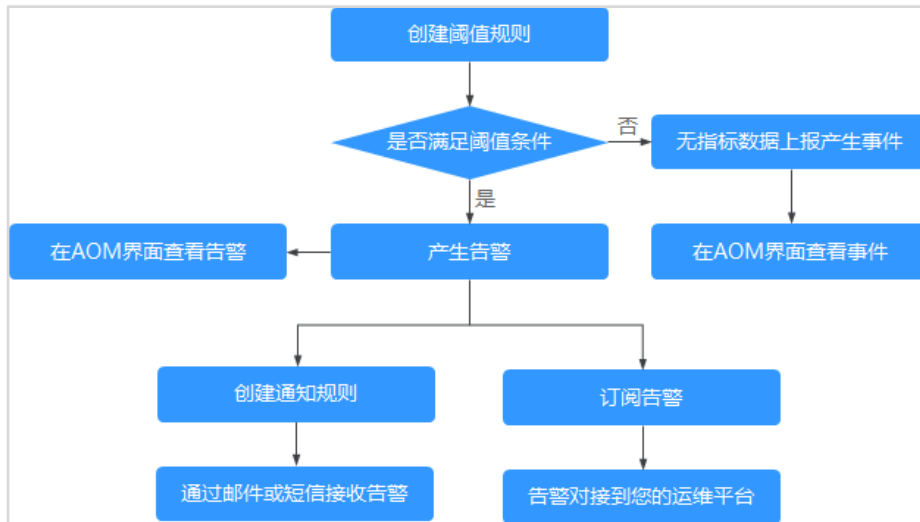 创建阈值规则
是否满足阈值条件
否
无指标数据上报产生事件
是
在AOM界面查看告警
产生告警
在AOM界面查看事件
创建通知规则
订阅告警
通过邮件或短信接收告警
告警对接到您的运维平台